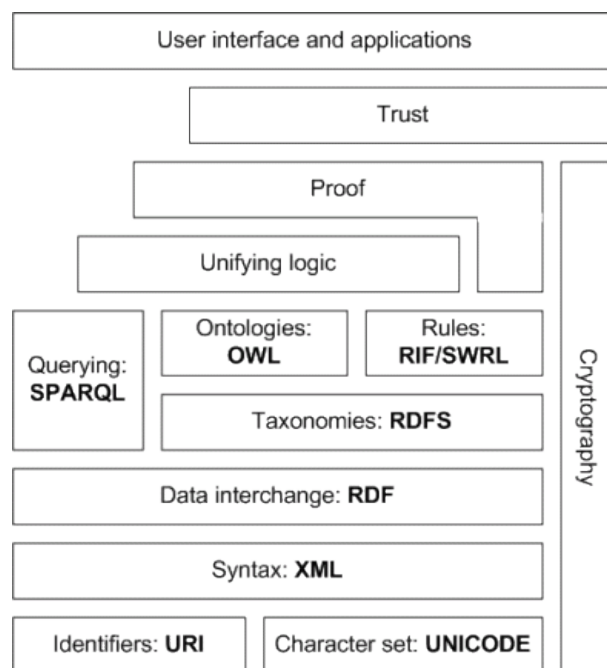 User interface and applications
Trust
Proof
Unifying logic
Ontologies:
OWL
Rules:
RIF/SWRL
Querying:
SPARQL
Taxonomies: RDFS
Cryptography
Data interchange: RDF
Syntax: XML
Identifiers: URI
Character set: UNICODE